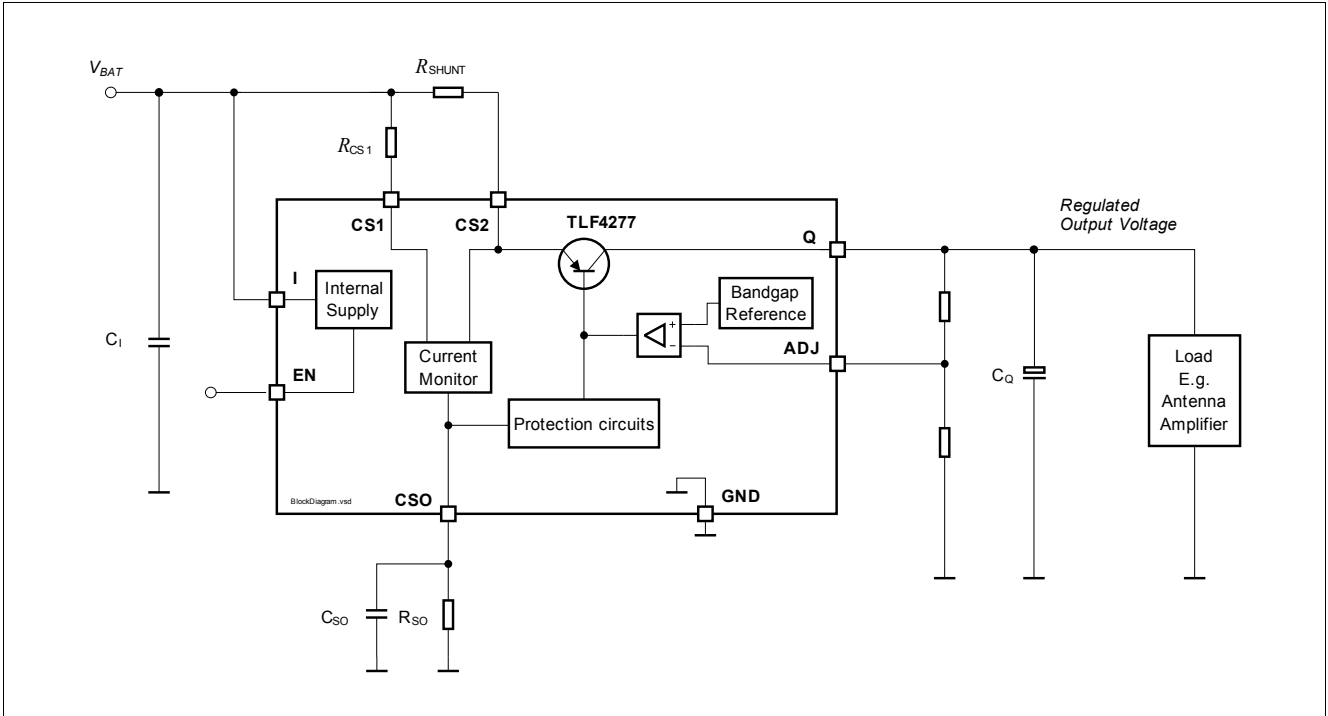 V_BAT
R_SHUNT
R_CS1
CS1
CS2
TLF4277
Q
Regulated
Output Voltage
I
Internal
Supply
Bandgap
Reference
+
−
ADJ
C_I
EN
Current
Monitor
C_Q
Load
E.g.
Antenna
Amplifier
Protection circuits
BlockDiagram.vsd
CSO
GND
C_SO
R_SO